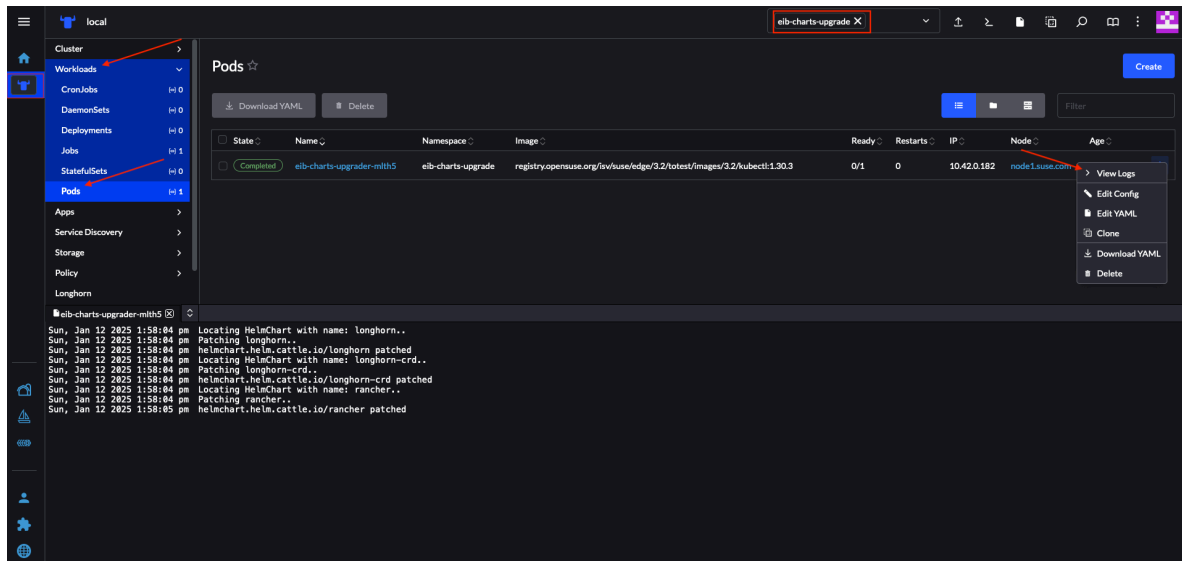 local
eib-charts-upgrade
Cluster
Workloads
CronJobs 0
DaemonSets 0
Deployments 0
Jobs 1
StatefulSets 0
Pods 1
Apps
Service Discovery
Storage
Policy
Longhorn
Pods
Create
Download YAML Delete
Filter
State Name Namespace Image Ready Restarts IP Node Age
Completed eib-charts-upgrader-mlth5 eib-charts-upgrade registry.opensuse.org/isv/suse/edge/3.2/totest/images/3.2/kubectl:1.30.3 0/1 0 10.42.0.182 node1.suse.com
View Logs
Edit Config
Edit YAML
Clone
Download YAML
Delete
eib-charts-upgrader-mlth5
Sun, Jan 12 2025 1:58:04 pm Locating HelmChart with name: longhorn..
Sun, Jan 12 2025 1:58:04 pm Patching longhorn..
Sun, Jan 12 2025 1:58:04 pm helmchart.helm.cattle.io/longhorn patched
Sun, Jan 12 2025 1:58:04 pm Locating HelmChart with name: longhorn-crd..
Sun, Jan 12 2025 1:58:04 pm Patching longhorn-crd..
Sun, Jan 12 2025 1:58:04 pm helmchart.helm.cattle.io/longhorn-crd patched
Sun, Jan 12 2025 1:58:04 pm Locating HelmChart with name: rancher..
Sun, Jan 12 2025 1:58:04 pm Patching rancher..
Sun, Jan 12 2025 1:58:05 pm helmchart.helm.cattle.io/rancher patched